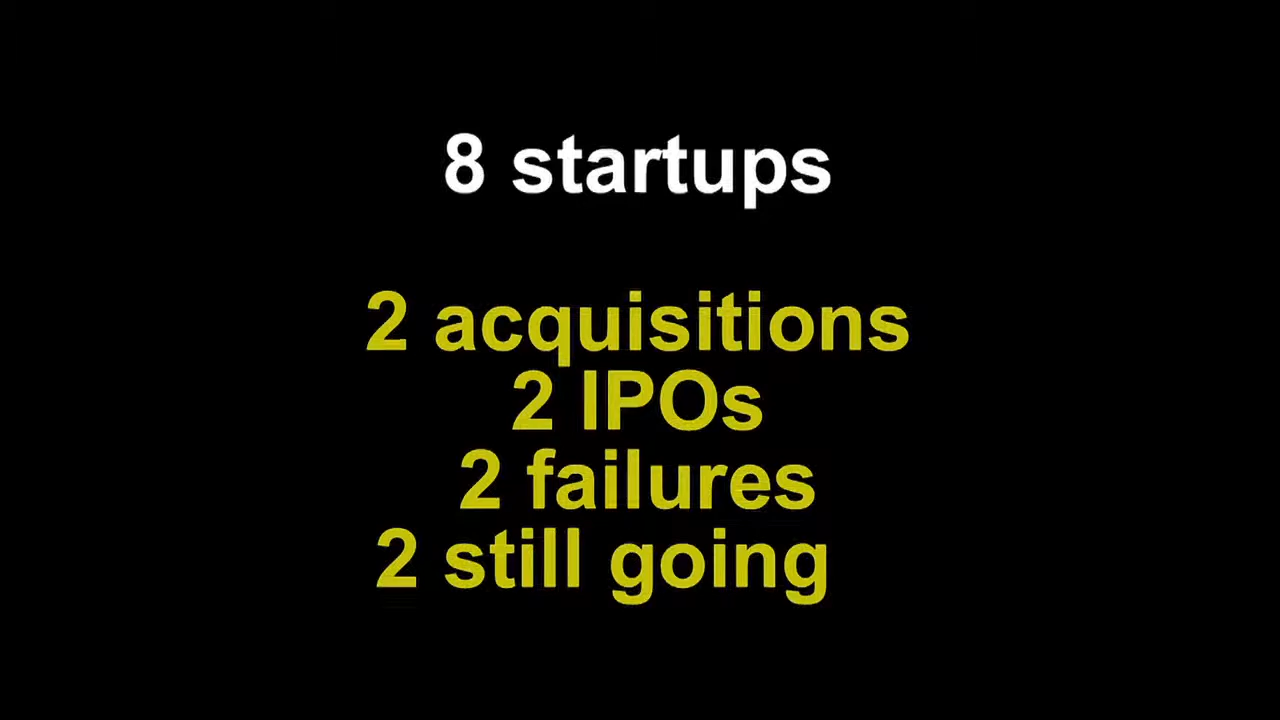 8 startups
2 acquisitions
2 IPOs
2 failures
2 still going